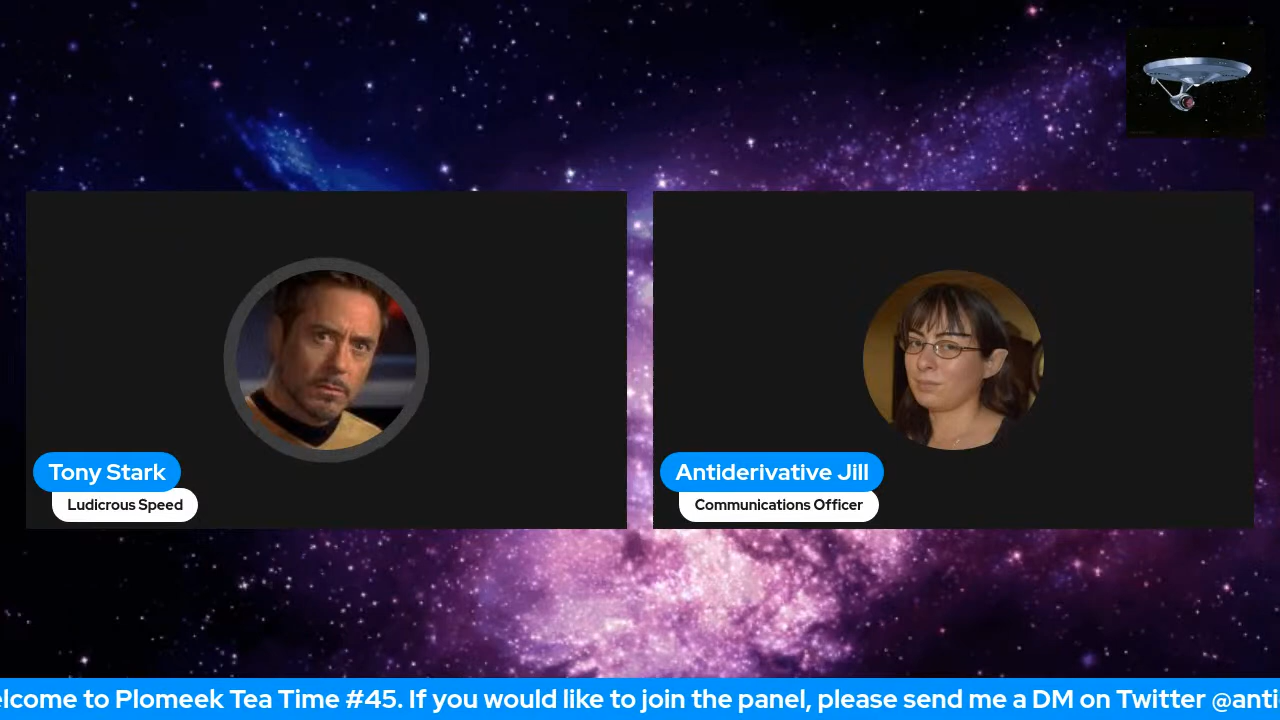 Tony Stark
Ludicrous Speed
Antiderivative Jill
Communications Officer
elcome to Plomeek Tea Time #45. If you would like to join the panel, please send me a DM on Twitter @anti